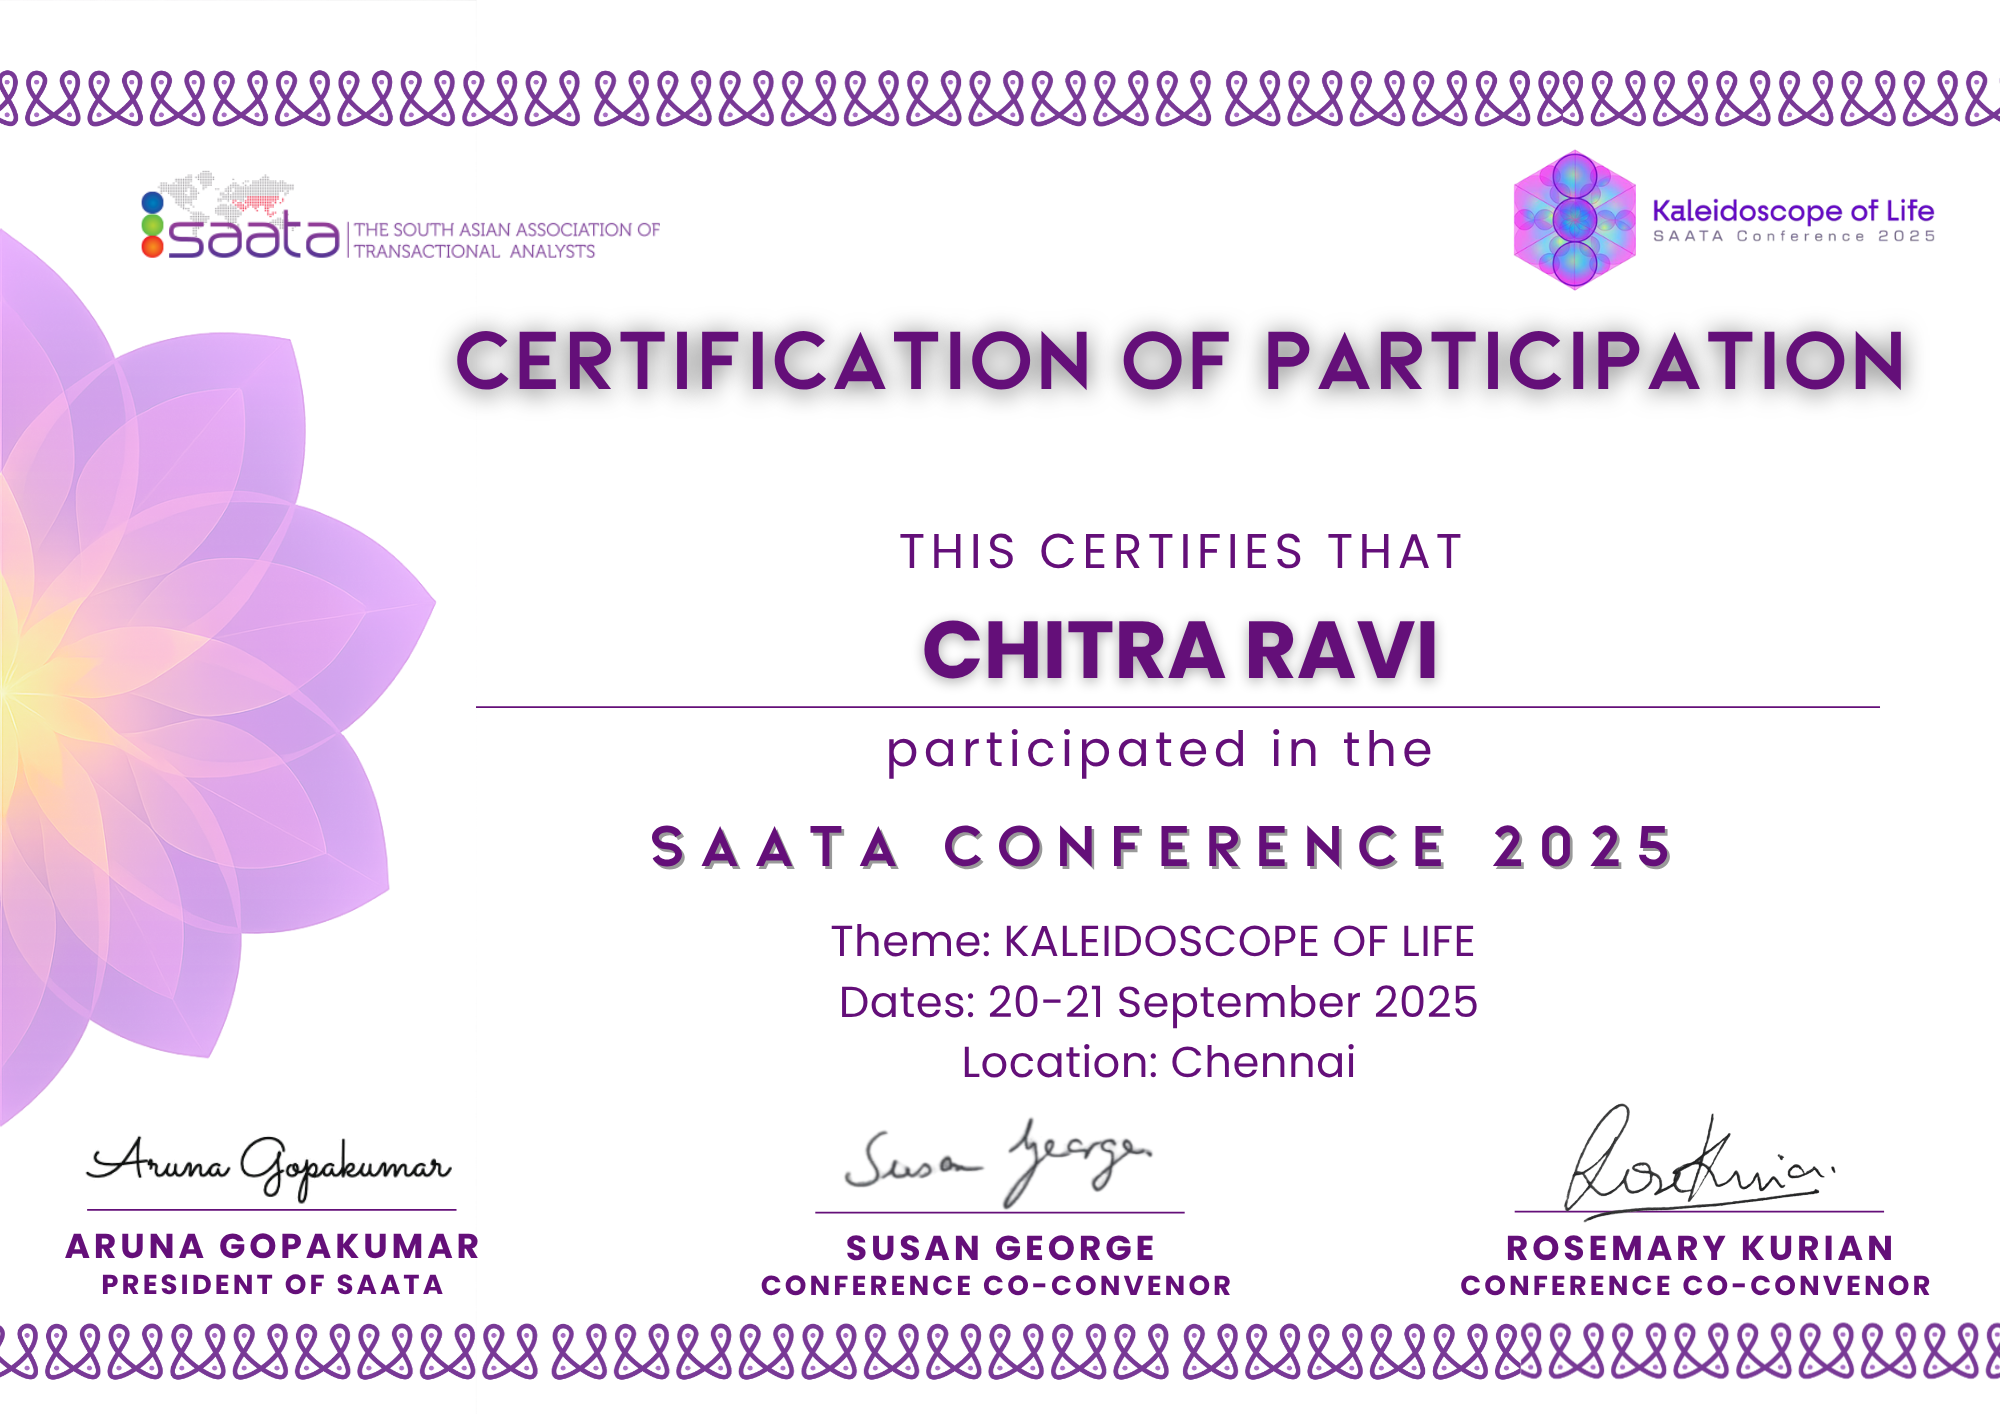 saata
THE SOUTH ASIAN ASSOCIATION OF
TRANSACTIONAL ANALYSTS
Kaleidoscope of Life
SAATA Conference 2025
CERTIFICATION OF PARTICIPATION
THIS CERTIFIES THAT
CHITRA RAVI
participated in the
SAATA CONFERENCE 2025
Theme: KALEIDOSCOPE OF LIFE
Dates: 20-21 September 2025
Location: Chennai
Aruna Gopakumar
ARUNA GOPAKUMAR
PRESIDENT OF SAATA
Susan George
SUSAN GEORGE
CONFERENCE CO-CONVENOR
RoseKurian
ROSEMARY KURIAN
CONFERENCE CO-CONVENOR